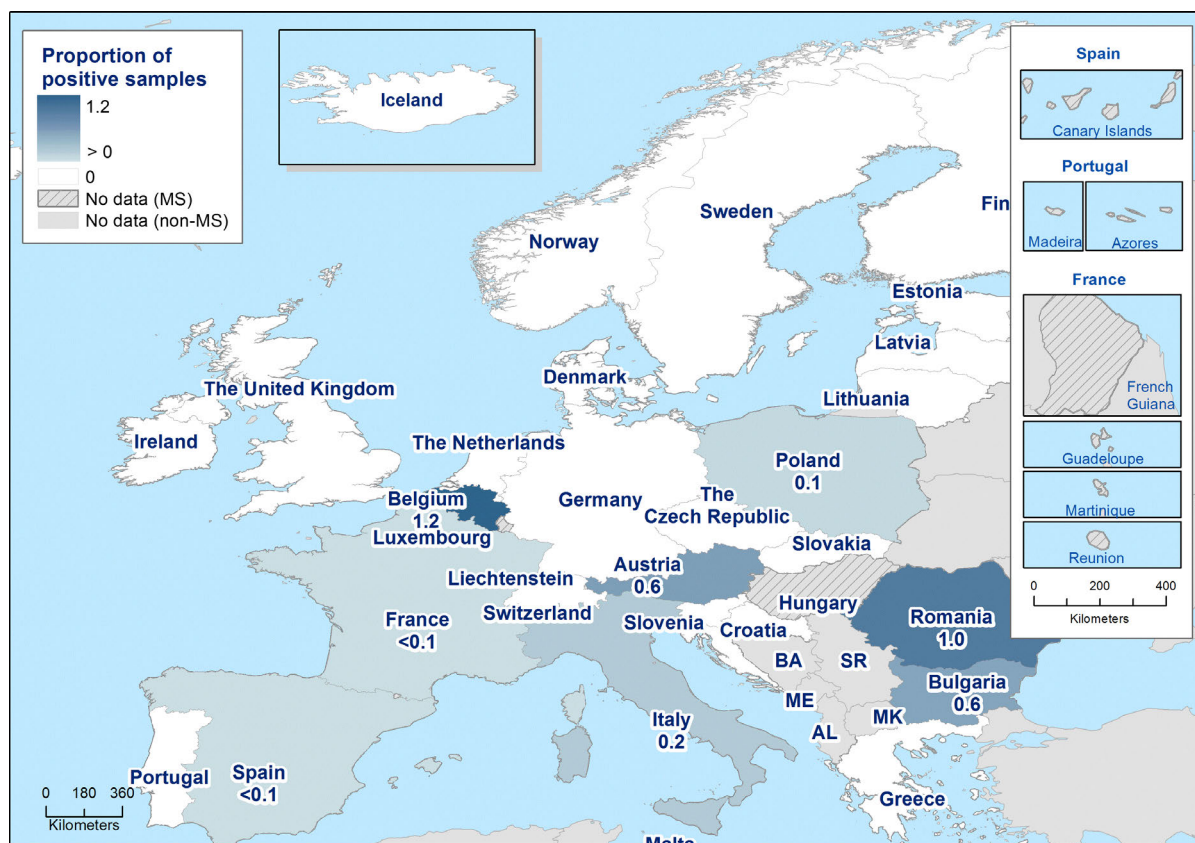 Proportion of
positive samples
1.2
> 0
0
No data (MS)
No data (non-MS)
Iceland
Spain
Canary Islands
Portugal
Madeira
Azores
France
French
Guiana
Guadeloupe
Martinique
Reunion
0 200 400
Kilometers
Norway
Sweden
Fin
Estonia
Latvia
Lithuania
Denmark
The United Kingdom
Ireland
The Netherlands
Belgium
1.2
Luxembourg
Germany
Poland
0.1
The
Czech Republic
Slovakia
Austria
0.6
Liechtenstein
Switzerland
Slovenia
Croatia
Hungary
Romania
1.0
France
<0.1
BA
SR
Bulgaria
0.6
ME
MK
AL
Italy
0.2
Portugal
Spain
<0.1
Greece
Malta
0 180 360
Kilometers